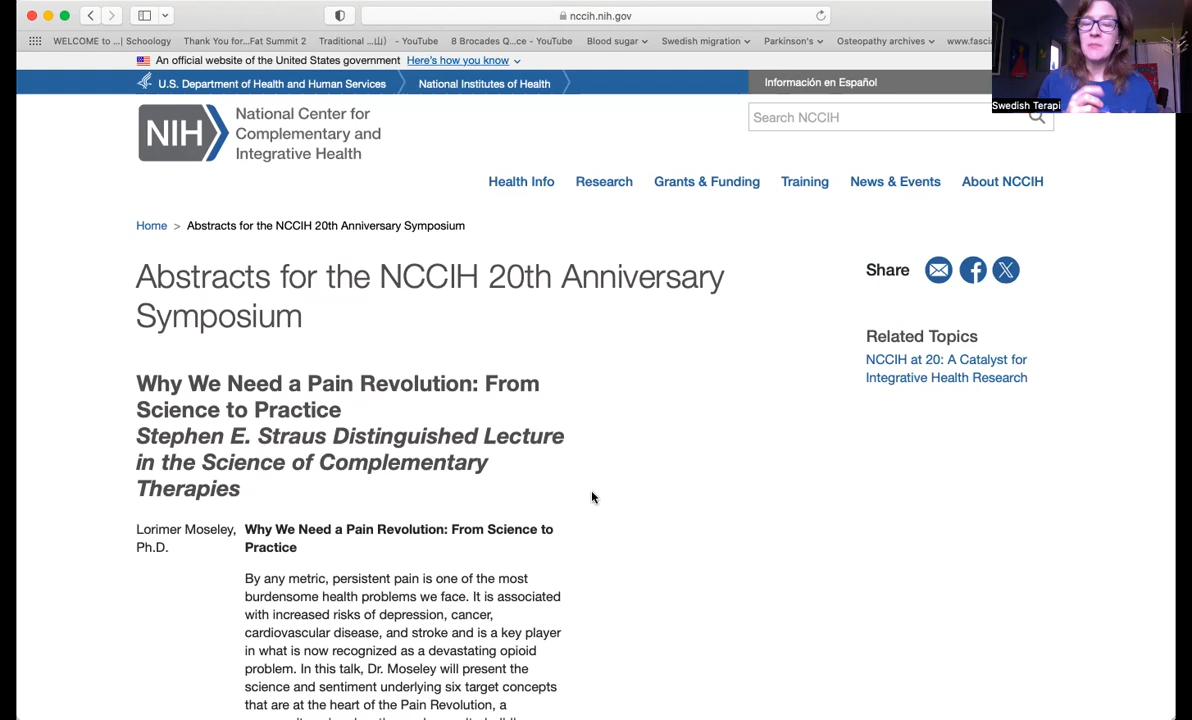 nccih.nih.gov
WELCOME to ...| Schoology Thank You for...Fat Summit 2 Traditional ...山) - YouTube 8 Brocades Q...ce - YouTube Blood sugar Swedish migration Parkinson's Osteopathy archives www.fascia
An official website of the United States government Here's how you know
U.S. Department of Health and Human Services National Institutes of Health Información en Español
NIH
National Center for
Complementary and
Integrative Health
Search NCCIH
Swedish Terapi
Health Info Research Grants & Funding Training News & Events About NCCIH
Home > Abstracts for the NCCIH 20th Anniversary Symposium
Abstracts for the NCCIH 20th Anniversary
Symposium
Share
Related Topics
NCCIH at 20: A Catalyst for
Integrative Health Research
Why We Need a Pain Revolution: From
Science to Practice
Stephen E. Straus Distinguished Lecture
in the Science of Complementary
Therapies
Lorimer Moseley,
Ph.D.
Why We Need a Pain Revolution: From Science to
Practice
By any metric, persistent pain is one of the most
burdensome health problems we face. It is associated
with increased risks of depression, cancer,
cardiovascular disease, and stroke and is a key player
in what is now recognized as a devastating opioid
problem. In this talk, Dr. Moseley will present the
science and sentiment underlying six target concepts
that are at the heart of the Pain Revolution, a